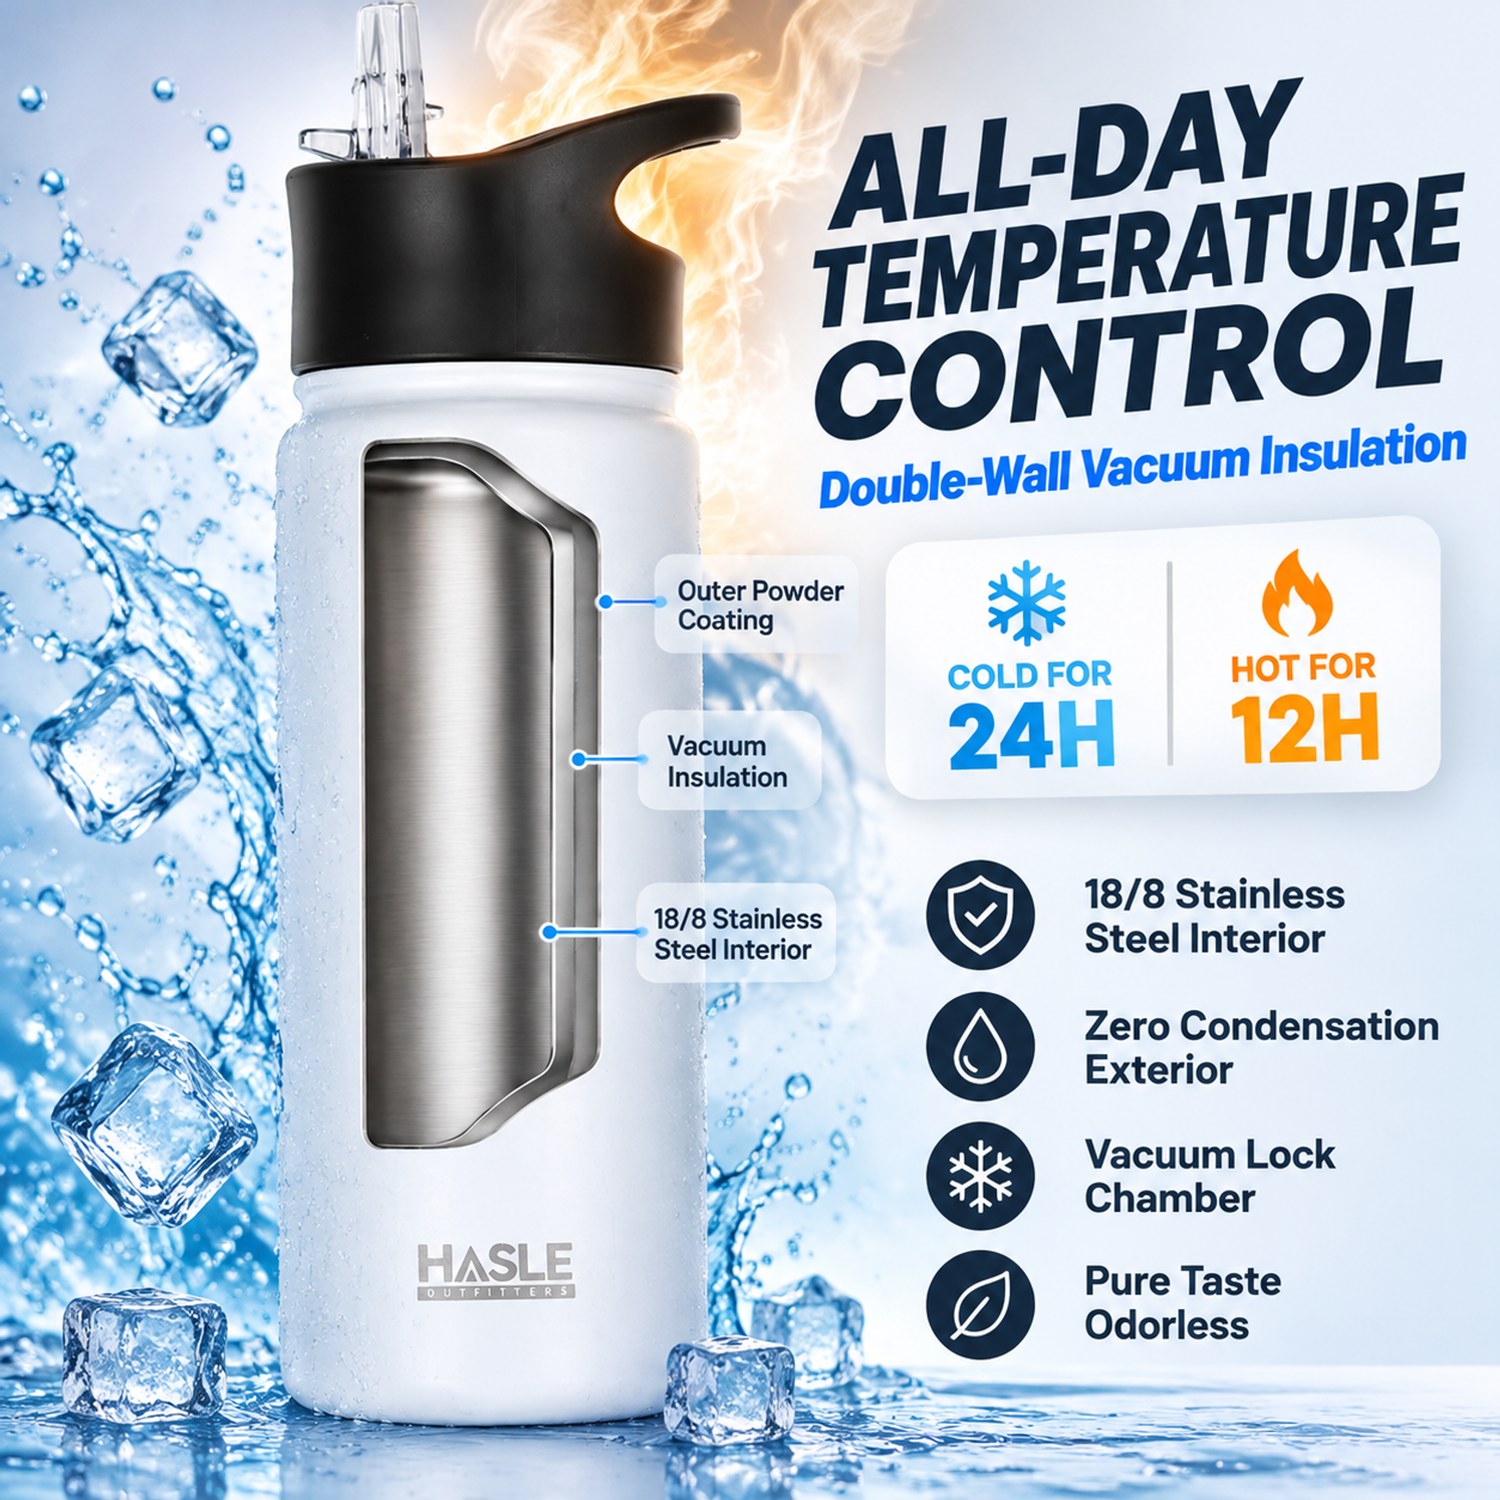 ALL-DAY
TEMPERATURE
CONTROL
Double-Wall Vacuum Insulation
Outer Powder
Coating
Vacuum
Insulation
18/8 Stainless
Steel Interior
COLD FOR
24H
HOT FOR
12H
18/8 Stainless
Steel Interior
Zero Condensation
Exterior
Vacuum Lock
Chamber
Pure Taste
Odorless
HASLE
OUTFITTERS